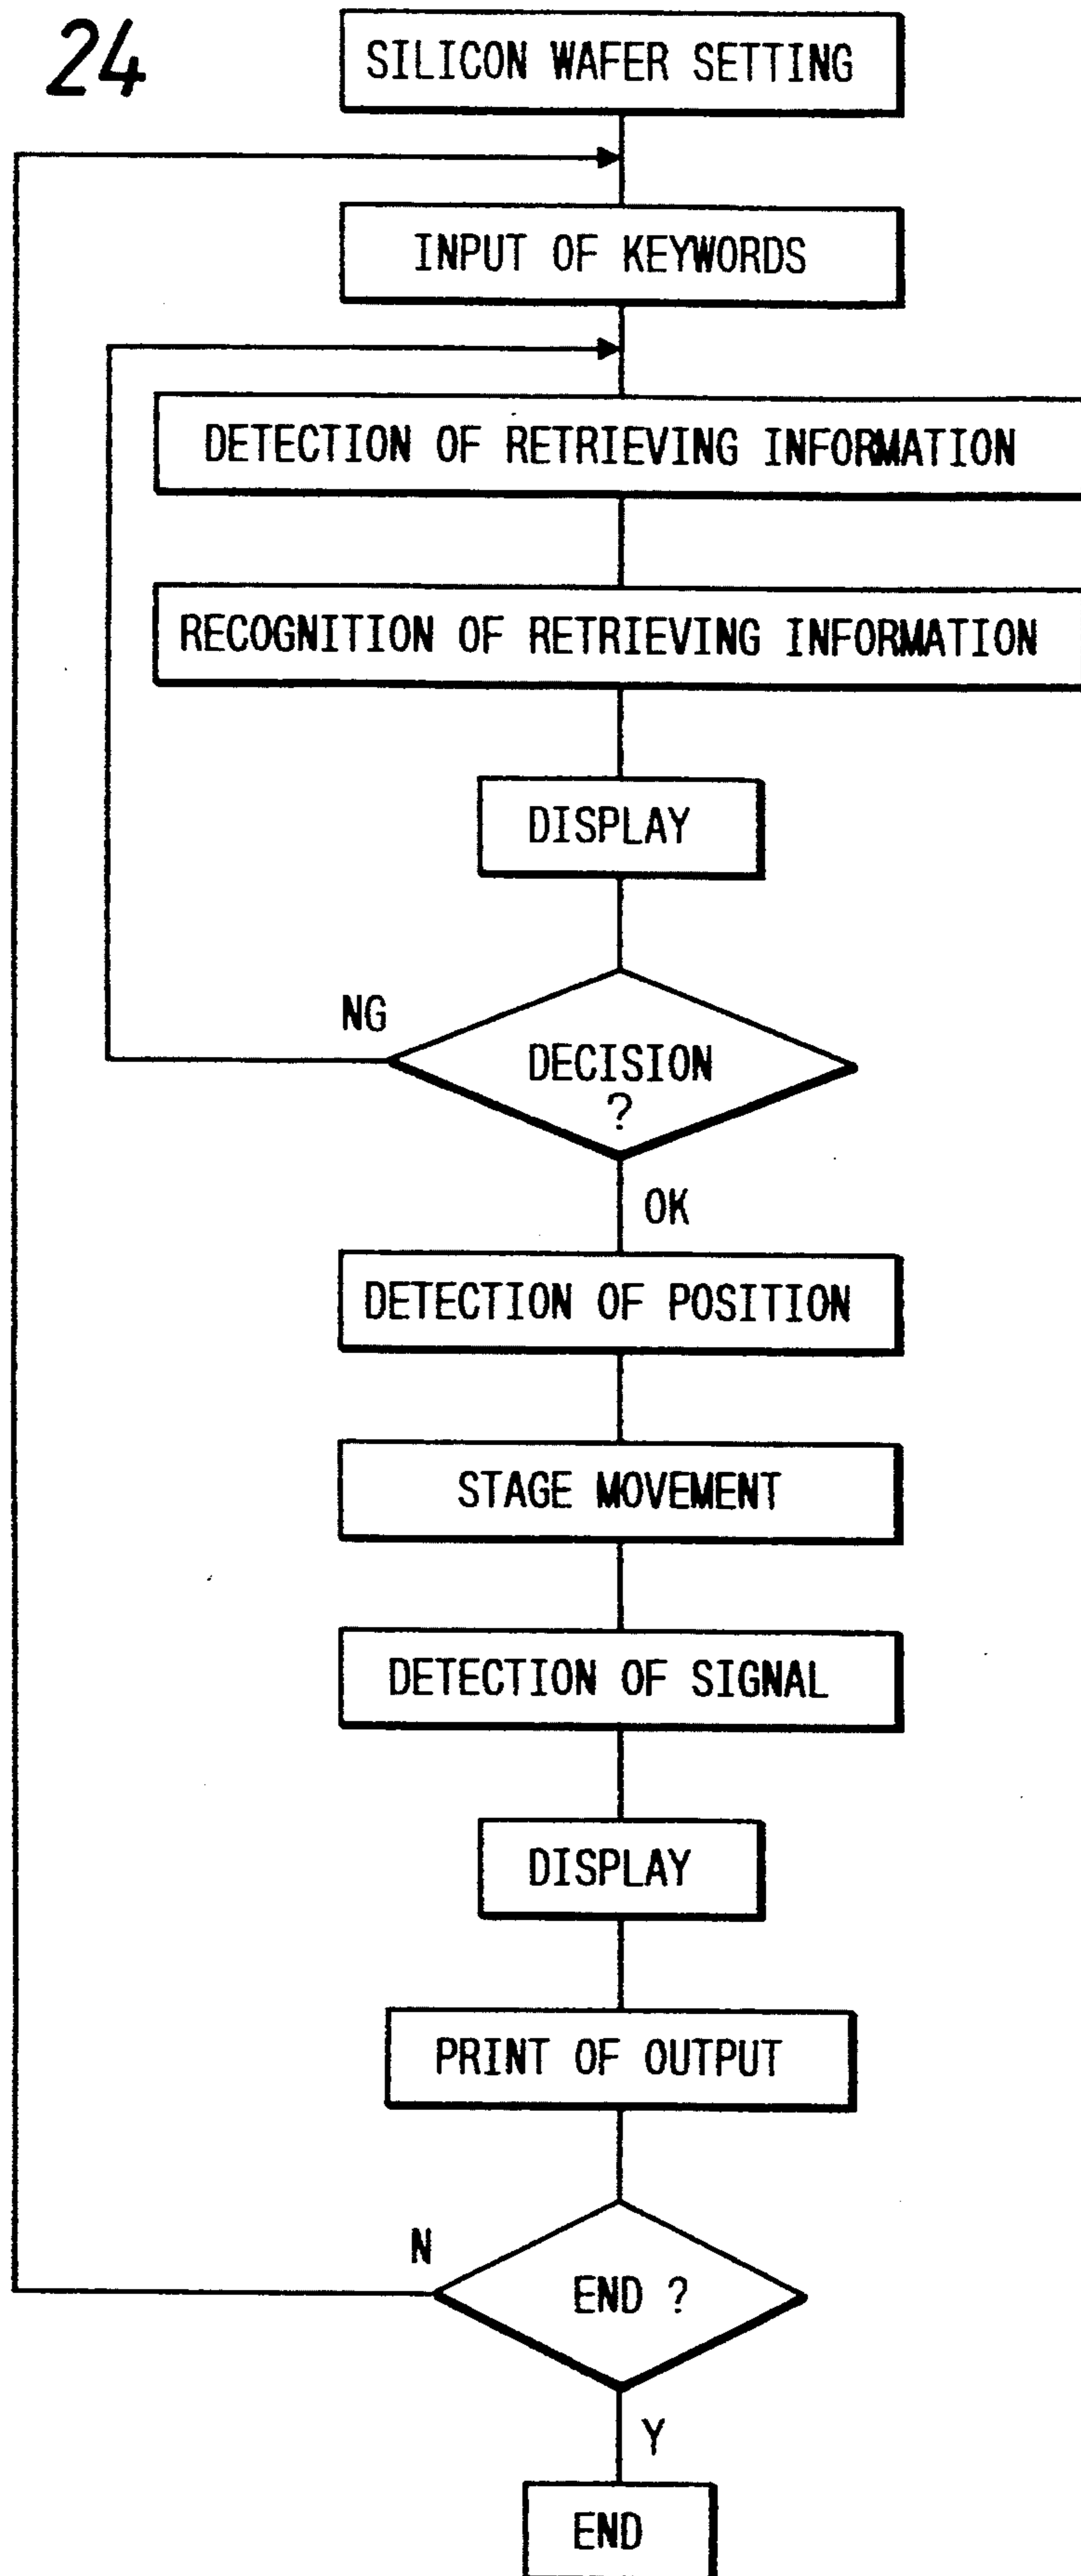 24
SILICON WAFER SETTING
INPUT OF KEYWORDS
DETECTION OF RETRIEVING INFORMATION
RECOGNITION OF RETRIEVING INFORMATION
DISPLAY
NG
DECISION
?
OK
DETECTION OF POSITION
STAGE MOVEMENT
DETECTION OF SIGNAL
DISPLAY
PRINT OF OUTPUT
N
END ?
Y
END